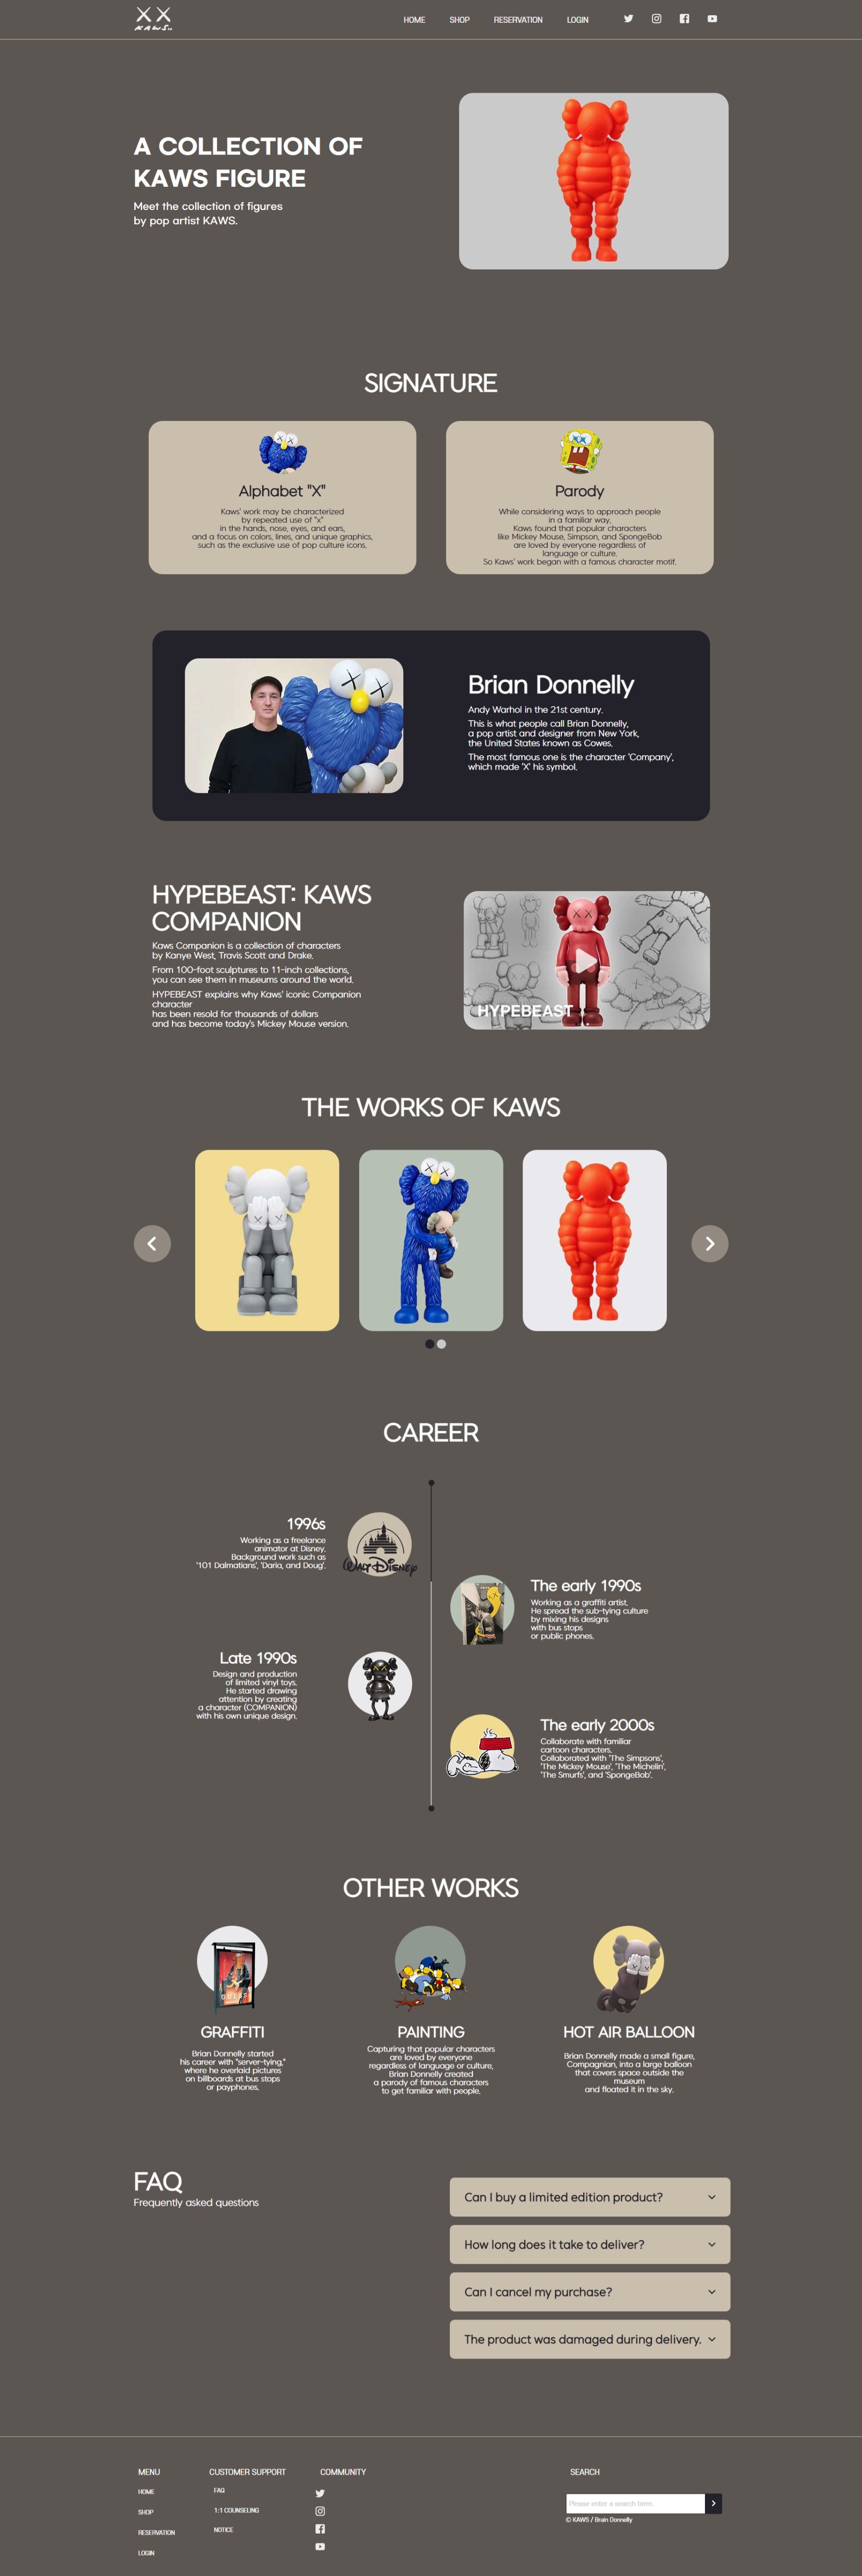 XX
KAWS..
HOME
SHOP
RESERVATION
LOGIN
A COLLECTION OF
KAWS FIGURE
Meet the collection of figures
by pop artist KAWS.
SIGNATURE
Alphabet "X"
Kaws' work may be characterized
by repeated use of "x"
in the hands, nose, eyes, and ears,
and a focus on colors, lines, and unique graphics,
such as the exclusive use of pop culture icons.
Parody
While considering ways to approach people
in a familiar way,
Kaws found that popular characters
like Mickey Mouse, Simpson, and SpongeBob
are loved by everyone regardless of
language or culture.
So Kaws' work began with a famous character motif.
Brian Donnelly
Andy Warhol in the 21st century.
This is what people call Brian Donnelly,
a pop artist and designer from New York,
the United States known as Cowes.
The most famous one is the character 'Company',
which made 'X' his symbol.
HYPEBEAST: KAWS
COMPANION
Kaws Companion is a collection of characters
by Kanye West, Travis Scott and Drake.
From 100-foot sculptures to 11-inch collections,
you can see them in museums around the world.
HYPEBEAST explains why Kaws' iconic Companion
character
has been resold for thousands of dollars
and has become today's Mickey Mouse version.
HYPEBEAST
THE WORKS OF KAWS
CAREER
1996s
Working as a freelance
animator at Disney.
Background work such as
'101 Dalmatians', 'Daria, and Doug'.
WALT DISNEY
The early 1990s
Working as a graffiti artist,
He spread the sub-tying culture
by mixing his designs
with bus stops
or public phones.
Late 1990s
Design and production
of limited vinyl toys.
He started drawing
attention by creating
a character (COMPANION)
with his own unique design.
The early 2000s
Collaborate with familiar
cartoon characters.
Collaborated with 'The Simpsons',
'The Mickey Mouse', 'The Michelin',
'The Smurfs', and 'SpongeBob'.
OTHER WORKS
GUESS?
GRAFFITI
Brian Donnelly started
his career with "server-tying,"
where he overlaid pictures
on billboards at bus stops
or payphones.
PAINTING
Capturing that popular characters
are loved by everyone
regardless of language or culture,
Brian Donnelly created
a parody of famous characters
to get familiar with people.
HOT AIR BALLOON
Brian Donnelly made a small figure,
Compagnian, into a large balloon
that covers space outside the
museum
and floated it in the sky.
FAQ
Frequently asked questions
Can I buy a limited edition product?
How long does it take to deliver?
Can I cancel my purchase?
The product was damaged during delivery.
MENU
HOME
SHOP
RESERVATION
LOGIN
CUSTOMER SUPPORT
FAQ
1:1 COUNSELING
NOTICE
COMMUNITY
SEARCH
Please enter a search term.
© KAWS / Brain Donnelly